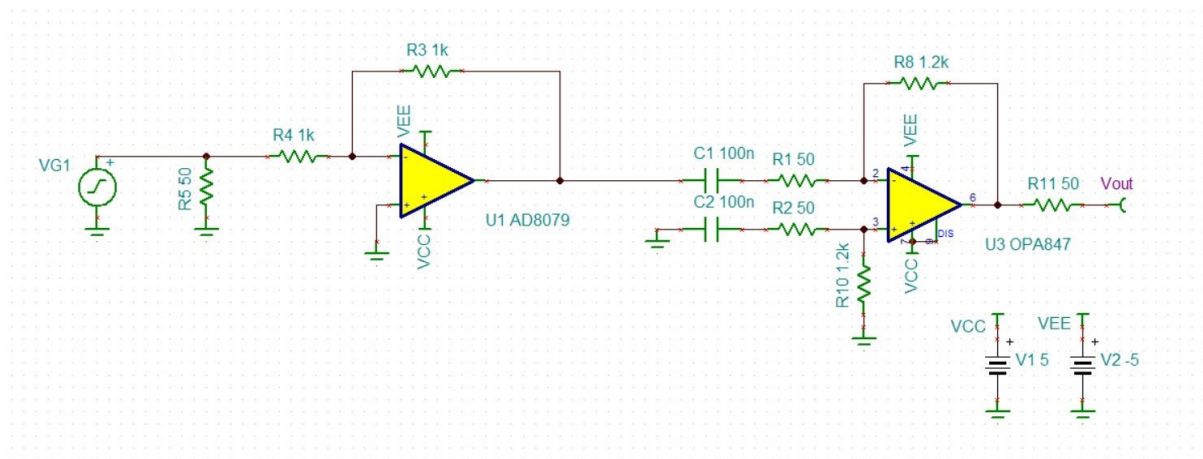 R3 1k
R8 1.2k
VEE
VEE
R4 1k
VG1
+
-
C1 100n
R1 50
2
-
4
R5 50
+
+
U1 AD8079
C2 100n
R2 50
3
+
+
6
R11 50
Vout
VCC
R10 1.2k
7
9
DIS
U3 OPA847
VCC
VCC
+
V1 5
VEE
+
V2 -5